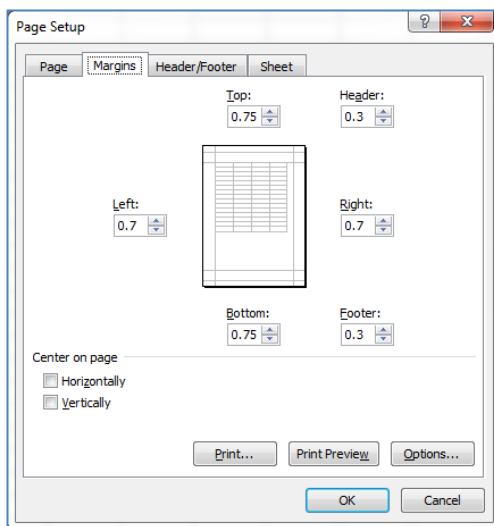 Page Setup
Page Margins Header/Footer Sheet
Top: Header:
0.75 0.3
Left: Right:
0.7 0.7
Bottom: Footer:
0.75 0.3
Center on page
Horizontally
Vertically
Print... Print Preview Options...
OK Cancel